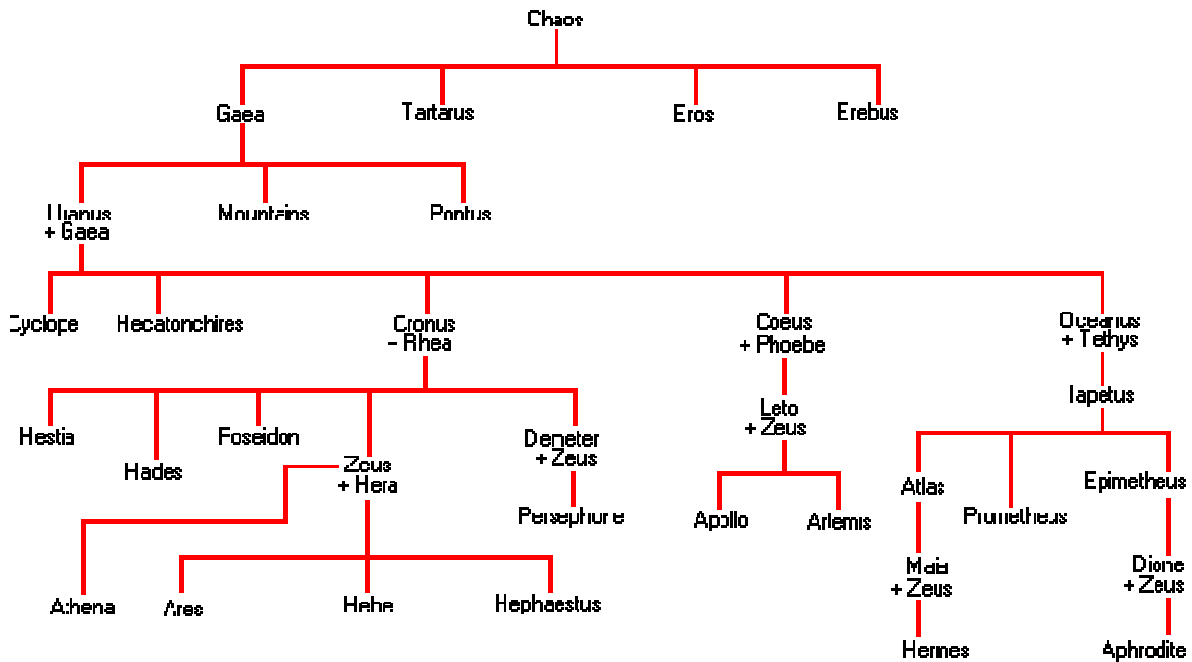 Chaos
Gaea
Tartarus
Eros
Erebus
Uranus
+ Gaea
Mountains
Pontus
Cyclope
Hecatonchires
Cronus
- Rhea
Coeus
+ Phoebe
Oceanus
+ Tethys
Hestia
Hades
Foseidon
Zeus
+ Hera
Demeter
+ Zeus
Leto
+ Zeus
Iapetus
Persephone
Apollo
Artemis
Atlas
Prometheus
Epimetheus
Athena
Ares
Hebe
Hephaestus
Maia
+ Zeus
Dione
+ Zeus
Hermes
Aphrodite